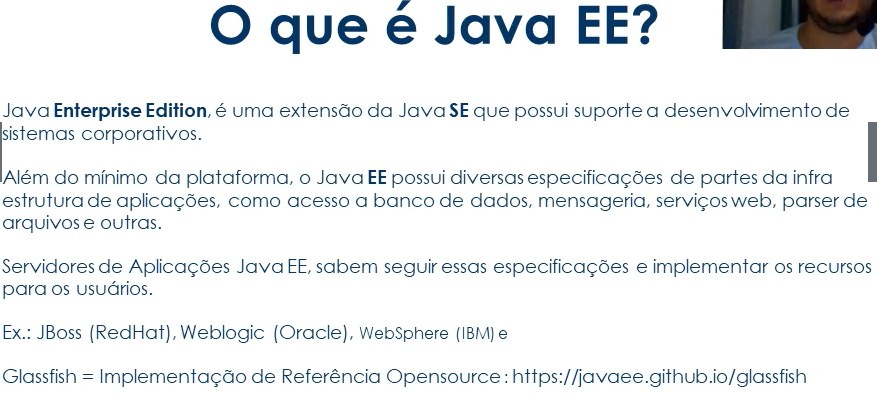 O que é Java EE?
Java Enterprise Edition, é uma extensão da Java SE que possui suporte a desenvolvimento de
sistemas corporativos.
Além do mínimo da plataforma, o Java EE possui diversas especificações de partes da infra
estrutura de aplicações, como acesso a banco de dados, mensageria, serviços web, parser de
arquivos e outras.
Servidores de Aplicações Java EE, sabem seguir essas especificações e implementar os recursos
para os usuários.
Ex.: JBoss (RedHat), Weblogic (Oracle), WebSphere (IBM) e
Glassfish = Implementação de Referência Opensource : https://javaee.github.io/glassfish